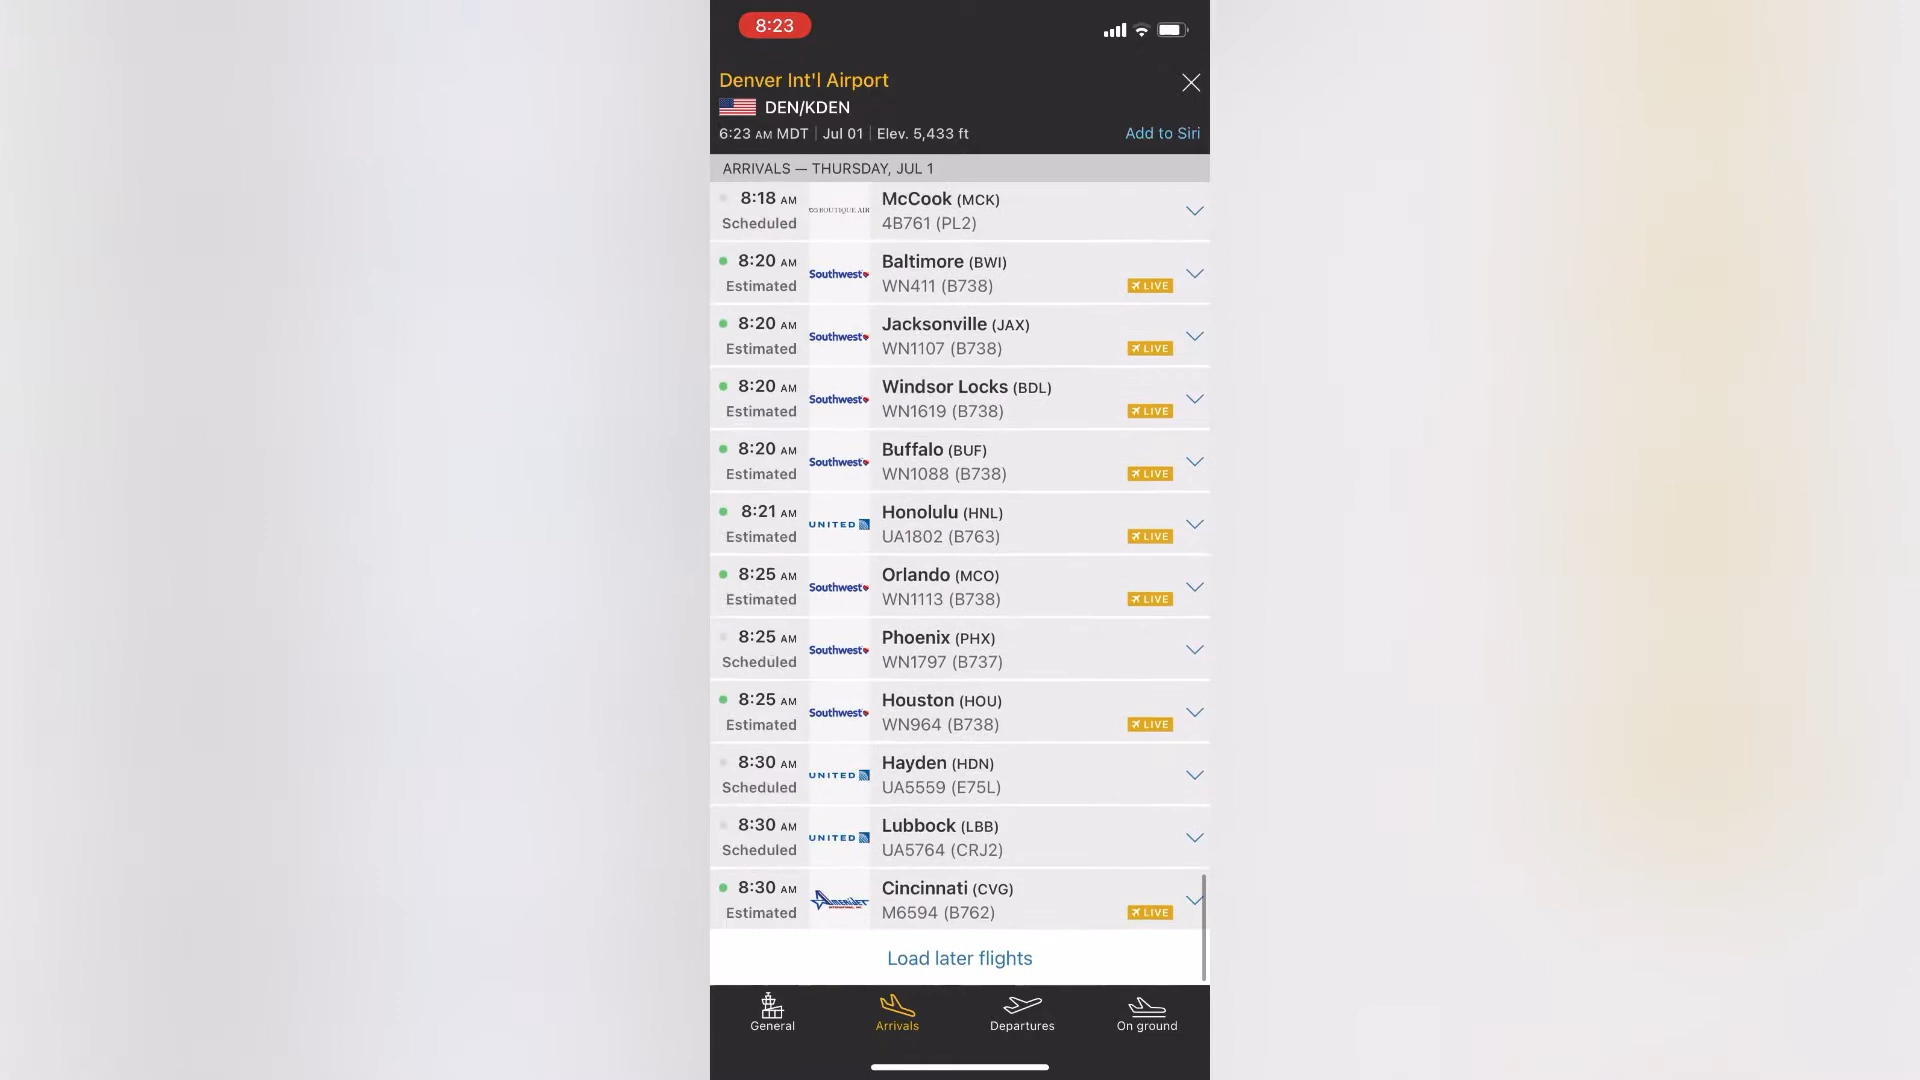 8:23
Denver Int'l Airport
DEN/KDEN
6:23 AM MDT | Jul 01 | Elev. 5,433 ft
Add to Siri
ARRIVALS — THURSDAY, JUL 1
8:18 AM
Scheduled
BOUTIQUE AIR
McCook (MCK)
4B761 (PL2)
8:20 AM
Estimated
Southwest
Baltimore (BWI)
WN411 (B738)
LIVE
8:20 AM
Estimated
Southwest
Jacksonville (JAX)
WN1107 (B738)
LIVE
8:20 AM
Estimated
Southwest
Windsor Locks (BDL)
WN1619 (B738)
LIVE
8:20 AM
Estimated
Southwest
Buffalo (BUF)
WN1088 (B738)
LIVE
8:21 AM
Estimated
UNITED
Honolulu (HNL)
UA1802 (B763)
LIVE
8:25 AM
Estimated
Southwest
Orlando (MCO)
WN1113 (B738)
LIVE
8:25 AM
Scheduled
Southwest
Phoenix (PHX)
WN1797 (B737)
8:25 AM
Estimated
Southwest
Houston (HOU)
WN964 (B738)
LIVE
8:30 AM
Scheduled
UNITED
Hayden (HDN)
UA5559 (E75L)
8:30 AM
Scheduled
UNITED
Lubbock (LBB)
UA5764 (CRJ2)
8:30 AM
Estimated
AMERIJET
Cincinnati (CVG)
M6594 (B762)
LIVE
Load later flights
General
Arrivals
Departures
On ground